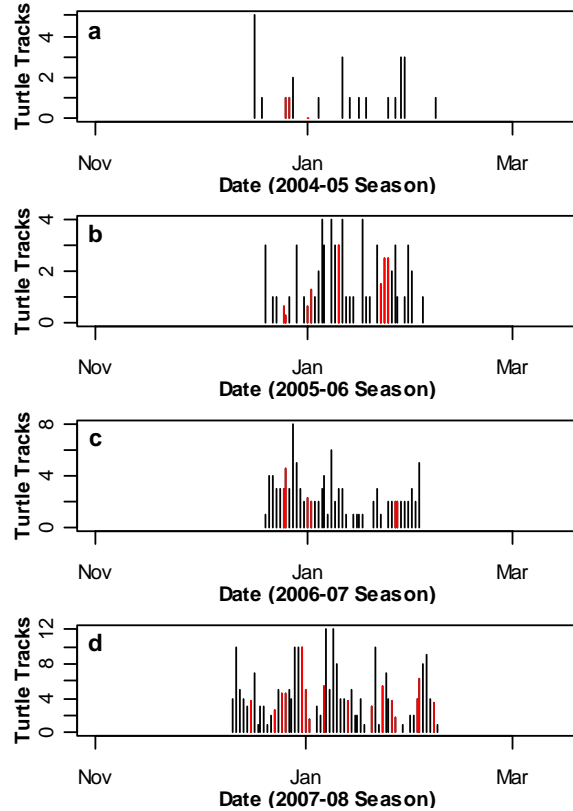 a
Turtle Tracks
0 2 4
Nov Jan Mar
Date (2004-05 Season)
b
Turtle Tracks
0 2 4
Nov Jan Mar
Date (2005-06 Season)
c
Turtle Tracks
0 4 8
Nov Jan Mar
Date (2006-07 Season)
d
Turtle Tracks
0 4 8 12
Nov Jan Mar
Date (2007-08 Season)